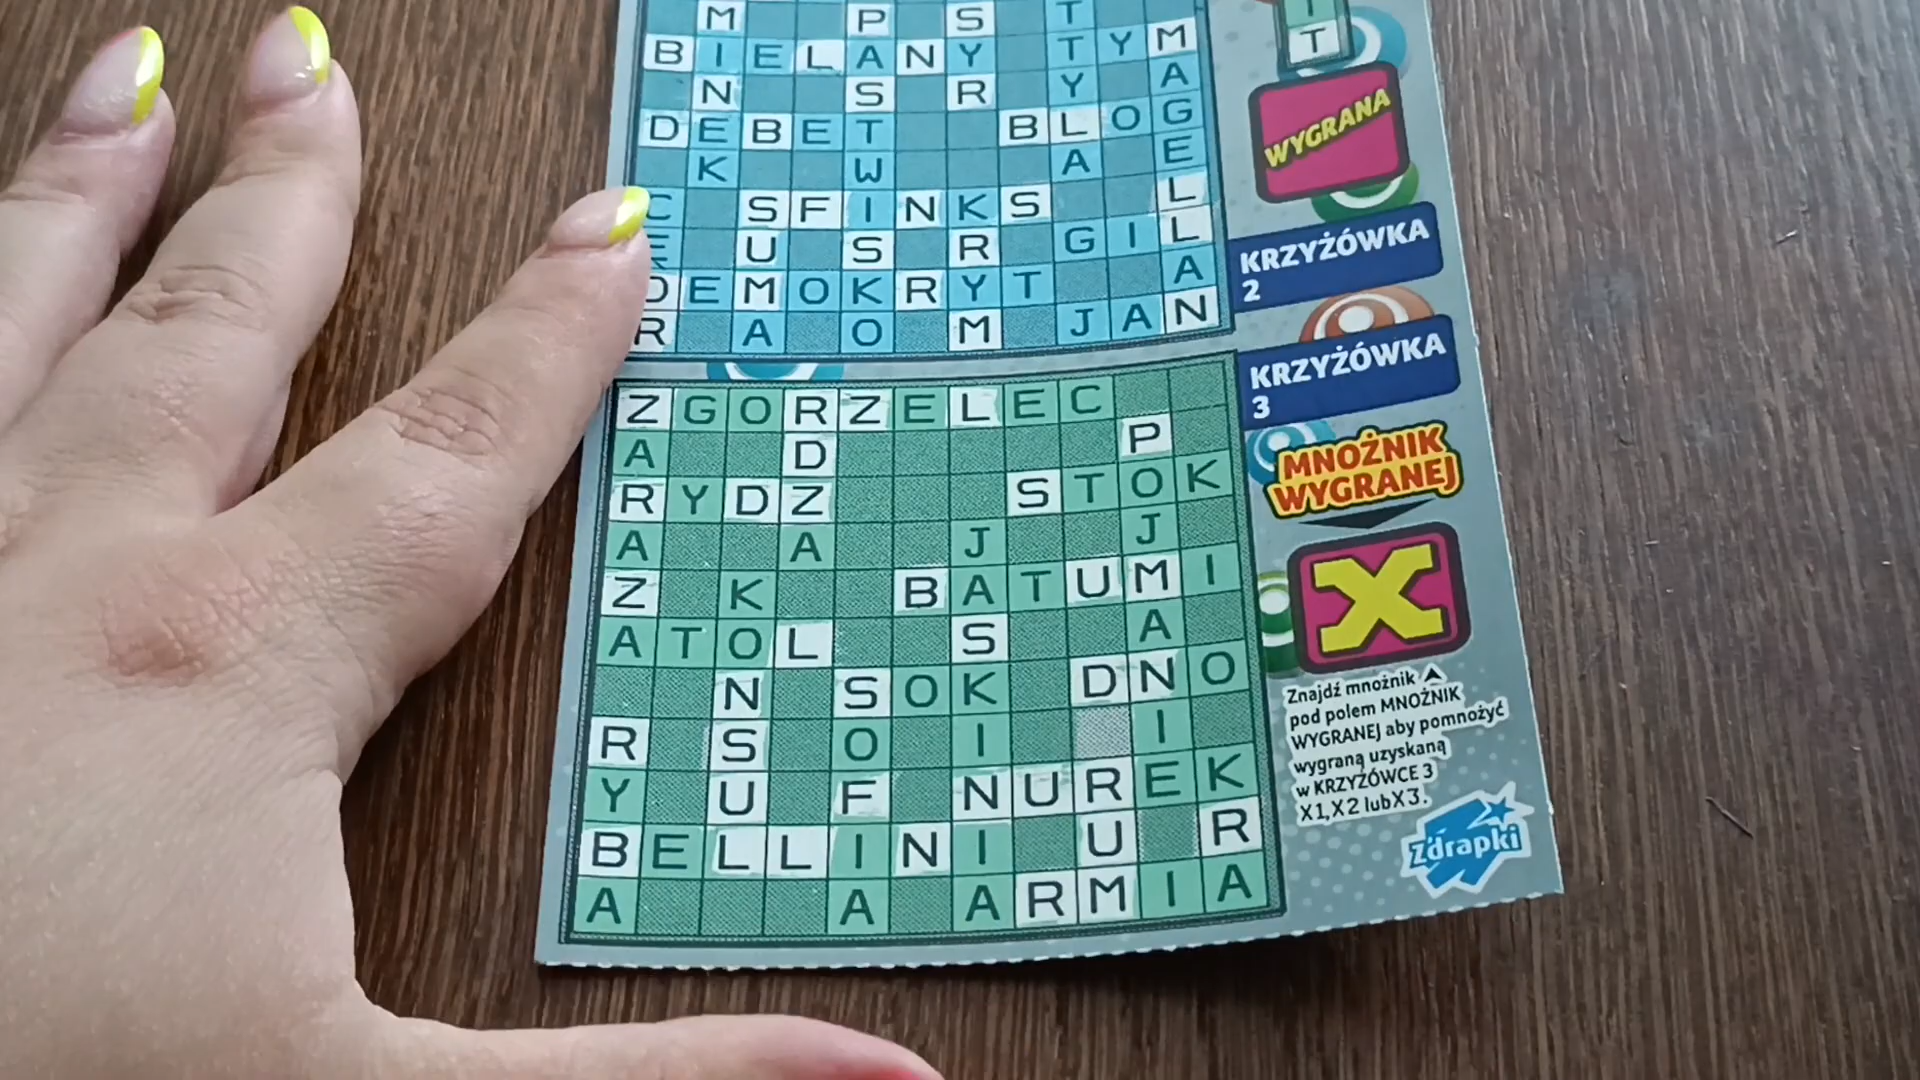 M P S T I
BIELANY T TYM T
N S R Y A
DEBET BLOG
K W A E
C SFINKS L
E U S R GIL
DEMOKRYT A
R A O M JAN
WYGRANA
KRZYŻÓWKA
2
KRZYŻÓWKA
3
ZGORZELEC
A D P
RYDZ STOK
A A J J
Z K BATUMI
ATOL S A
N SOK DNO
R S O I I
Y U F NUREK
BELLINI U R
A A ARMIA
MNOŻNIK
WYGRANEJ
X
Znajdź mnożnik
pod polem MNOŻNIK
WYGRANEJ aby pomnożyć
wygraną uzyskaną
w KRZYŻÓWCE 3
X1, X2 lub X3.
Zdrapki